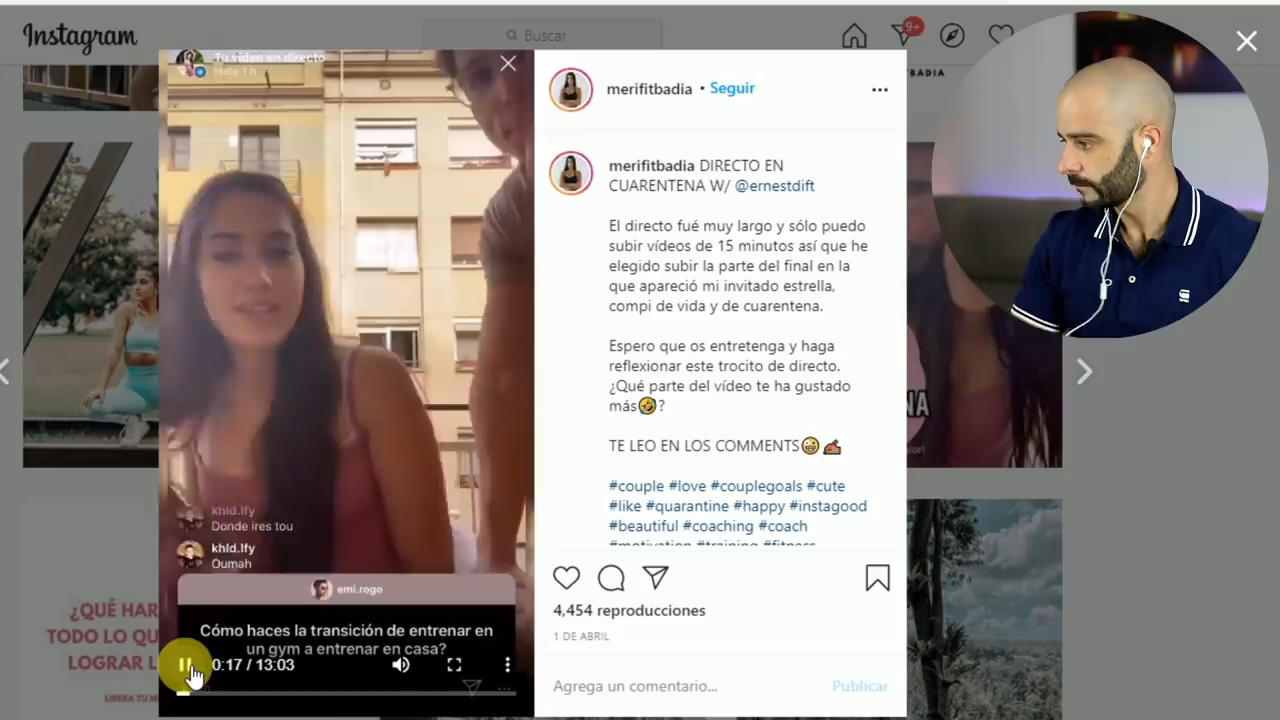 Instagram
Buscar
9+
BADIA
Tu vídeo en directo
Hace 1 h
merifitbadia • Seguir
merifitbadia DIRECTO EN
CUARENTENA W/ @ernestdift
El directo fué muy largo y sólo puedo
subir vídeos de 15 minutos así que he
elegido subir la parte del final en la
que apareció mi invitado estrella,
compi de vida y de cuarentena.
Espero que os entretenga y haga
reflexionar este trocito de directo.
¿Qué parte del vídeo te ha gustado
más🤣?
TE LEO EN LOS COMMENTS😀✍🏾
#couple #love #couplegoals #cute
#like #quarantine #happy #instagood
#beautiful #coaching #coach
#motivation #training #fitness
khld.lfy
Donde ires tou
khld.lfy
Oumah
emi.rogo
Cómo haces la transición de entrenar en
un gym a entrenar en casa?
0:17 / 13:03
4,454 reproducciones
1 DE ABRIL
Agrega un comentario... Publicar
¿QUÉ HAR
TODO LO QU
LOGRAR L
LIBERA TU M
NA